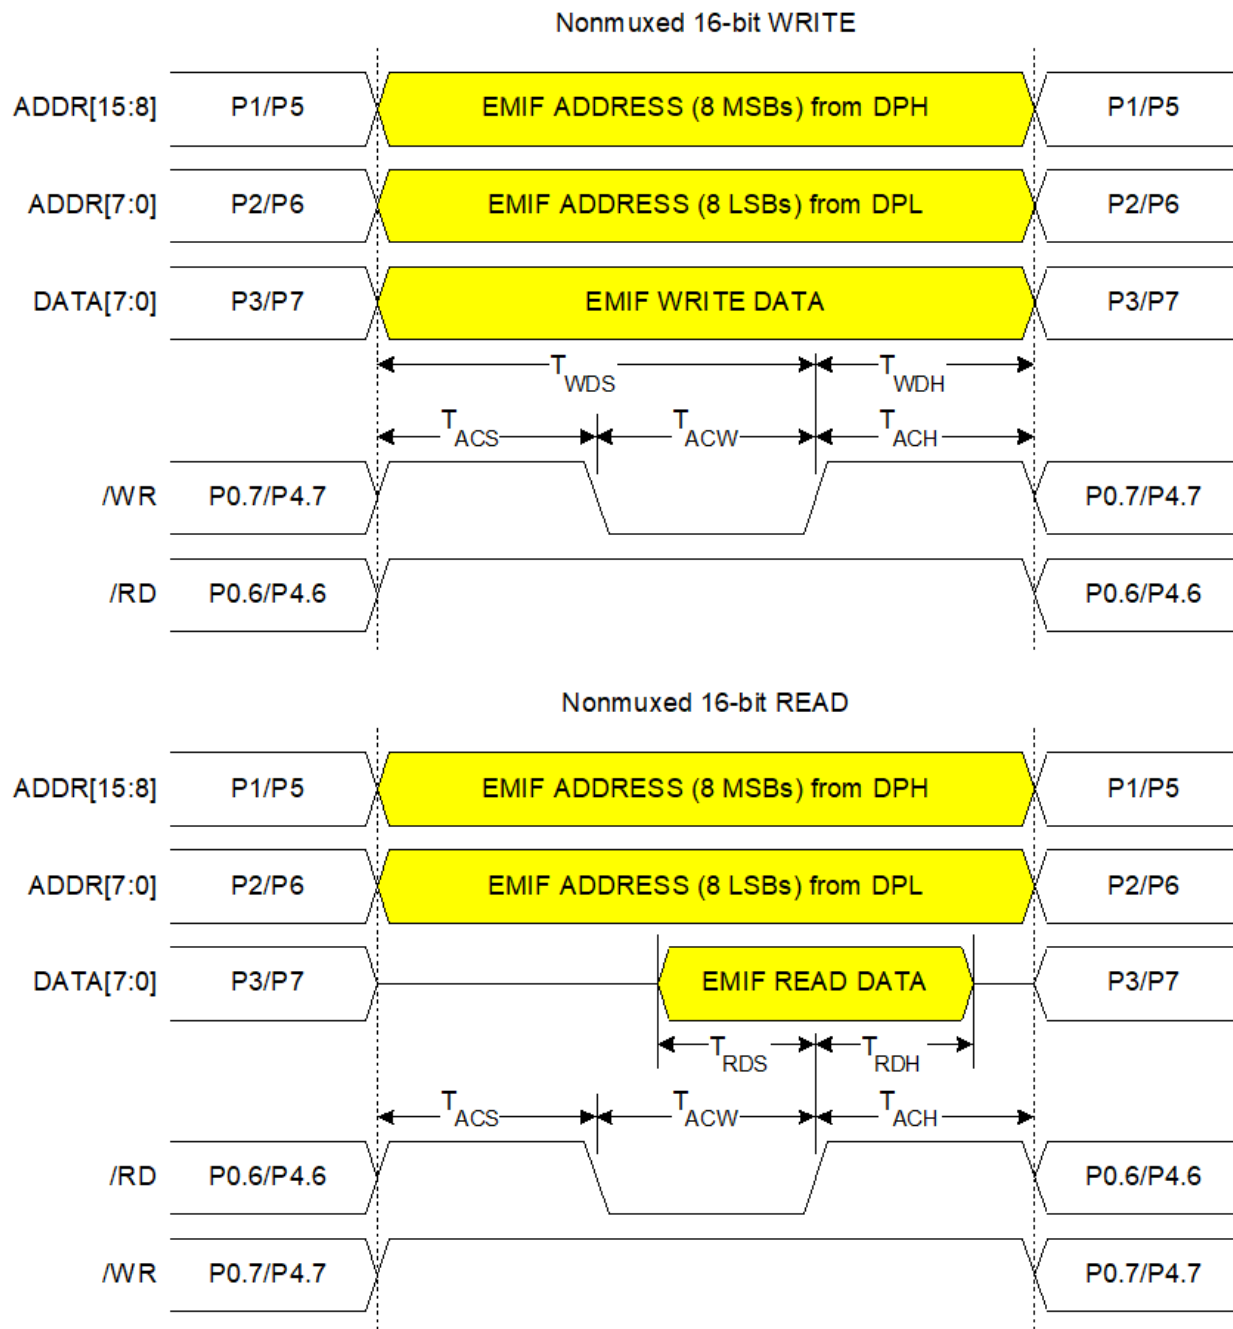 Nonmuxed 16-bit WRITE
ADDR[15:8] P1/P5 EMIF ADDRESS (8 MSBs) from DPH P1/P5
ADDR[7:0] P2/P6 EMIF ADDRESS (8 LSBs) from DPL P2/P6
DATA[7:0] P3/P7 EMIF WRITE DATA P3/P7
TWDS TWDH
TACS TACW TACH
/WR P0.7/P4.7 P0.7/P4.7
/RD P0.6/P4.6 P0.6/P4.6
Nonmuxed 16-bit READ
ADDR[15:8] P1/P5 EMIF ADDRESS (8 MSBs) from DPH P1/P5
ADDR[7:0] P2/P6 EMIF ADDRESS (8 LSBs) from DPL P2/P6
DATA[7:0] P3/P7 EMIF READ DATA P3/P7
TRDS TRDH
TACS TACW TACH
/RD P0.6/P4.6 P0.6/P4.6
/WR P0.7/P4.7 P0.7/P4.7